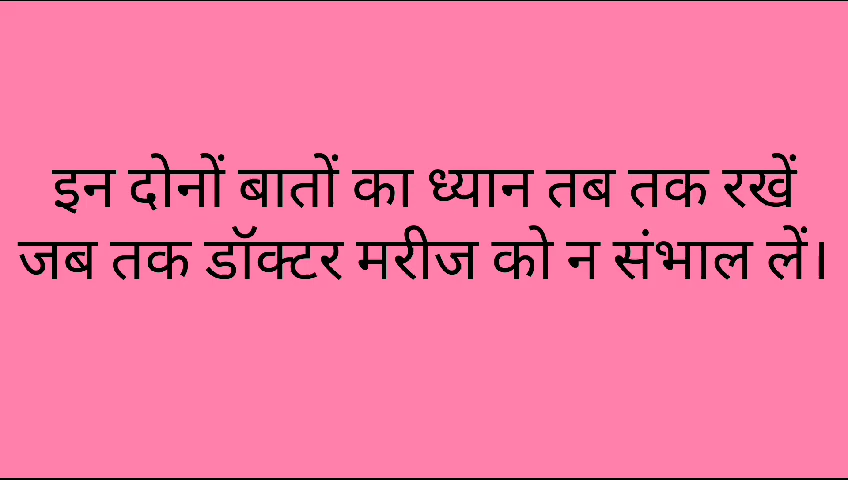 इन दोनों बातों का ध्यान तब तक रखें
जब तक डॉक्टर मरीज को न संभाल लें।